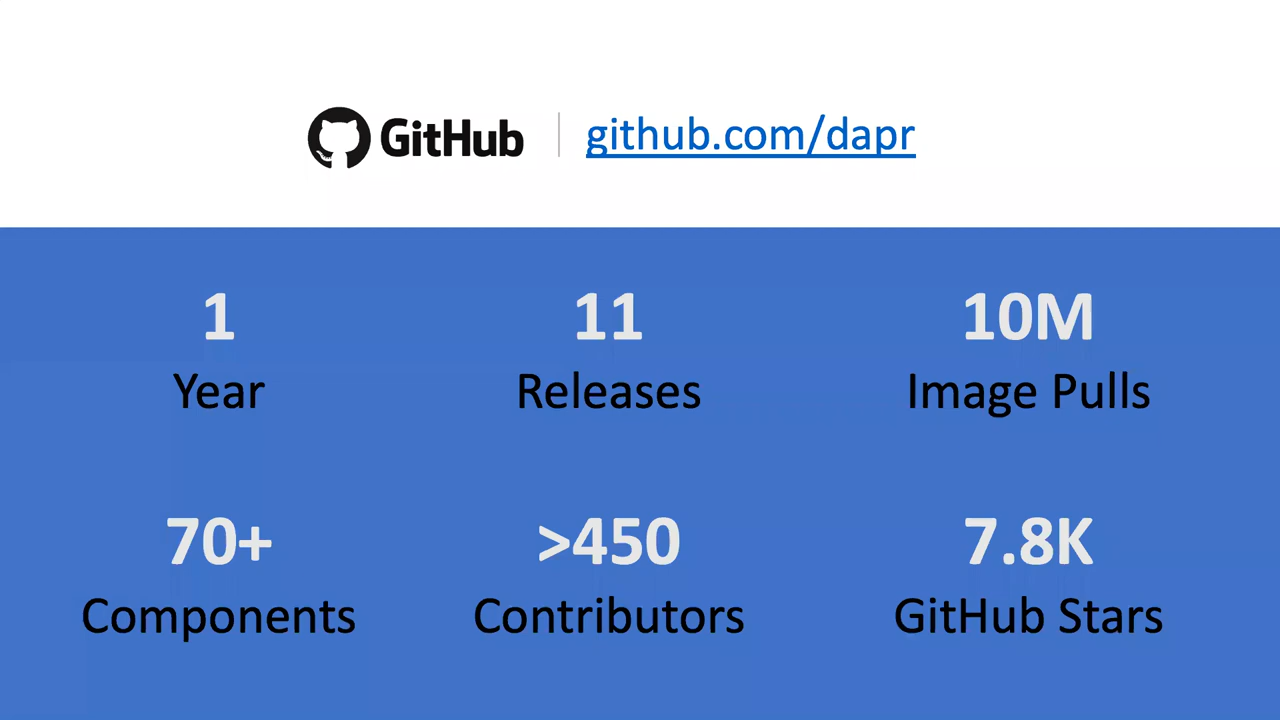 GitHub | github.com/dapr
1 11 10M
Year Releases Image Pulls
70+ >450 7.8K
Components Contributors GitHub Stars